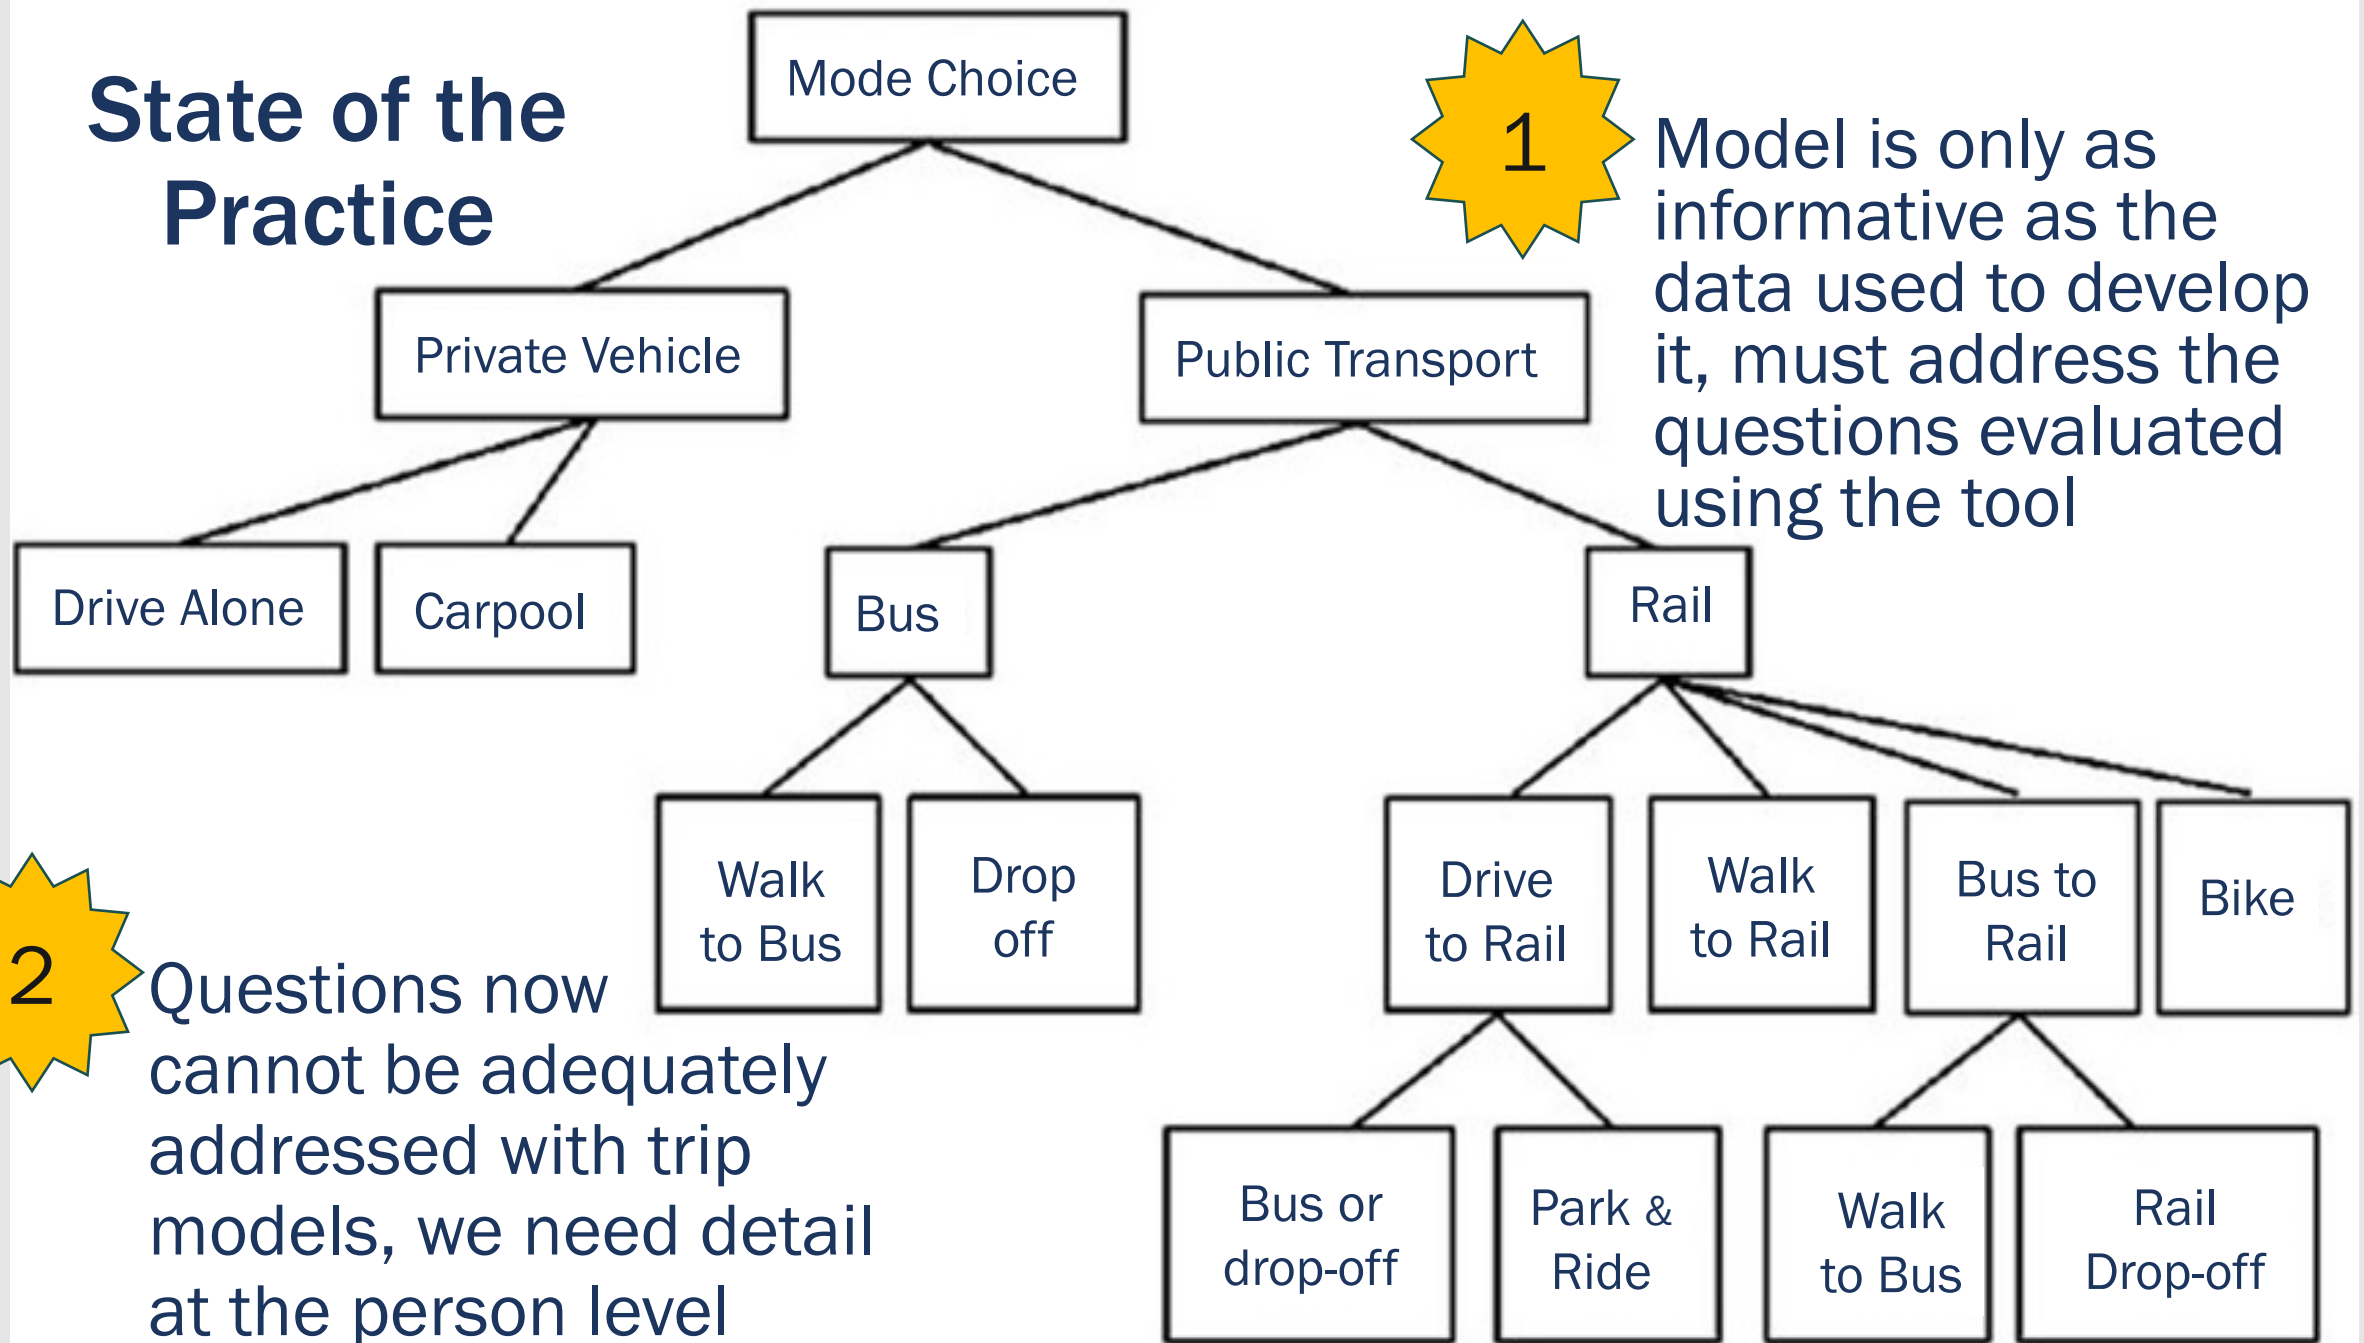 State of the
Practice
Mode Choice
1
Model is only as
informative as the
data used to develop
it, must address the
questions evaluated
using the tool
Private Vehicle
Public Transport
Drive Alone
Carpool
Bus
Rail
Walk
to Bus
Drop
off
Drive
to Rail
Walk
to Rail
Bus to
Rail
Bike
2
Questions now
cannot be adequately
addressed with trip
models, we need detail
at the person level
Bus or
drop-off
Park &
Ride
Walk
to Bus
Rail
Drop-off